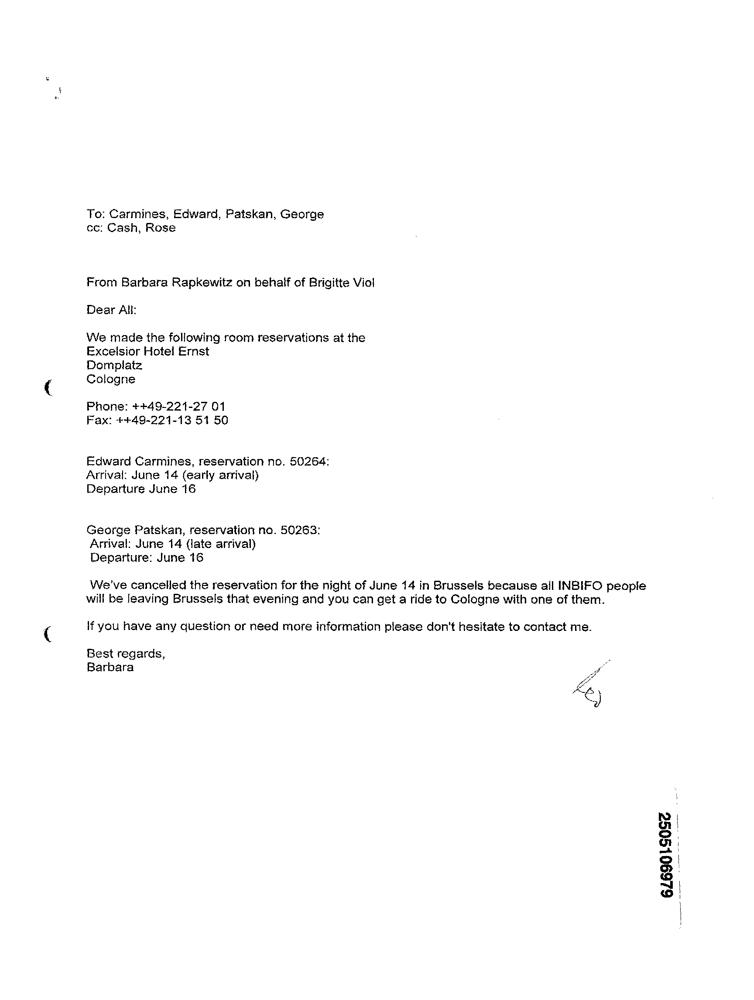 To: Carmines, Edward, Patskan, George
cc: Cash, Rose
From Barbara Rapkewitz on behalf of Brigitte Viol
Dear All:
We made the following room reservations at the
Excelsior Hotel Ernst
Domplatz
Cologne
Phone: ++49-221-27 01
Fax: ++49-221-13 51 50
Edward Carmines, reservation no. 50264:
Arrival: June 14 (early arrival)
Departure June 16
George Patskan, reservation no. 50263:
Arrival: June 14 (late arrival)
Departure: June 16
We've cancelled the reservation for the night of June 14 in Brussels because all INBIFO people
will be leaving Brussels that evening and you can get a ride to Cologne with one of them.
If you have any question or need more information please don't hesitate to contact me.
Best regards,
Barbara
2505106979